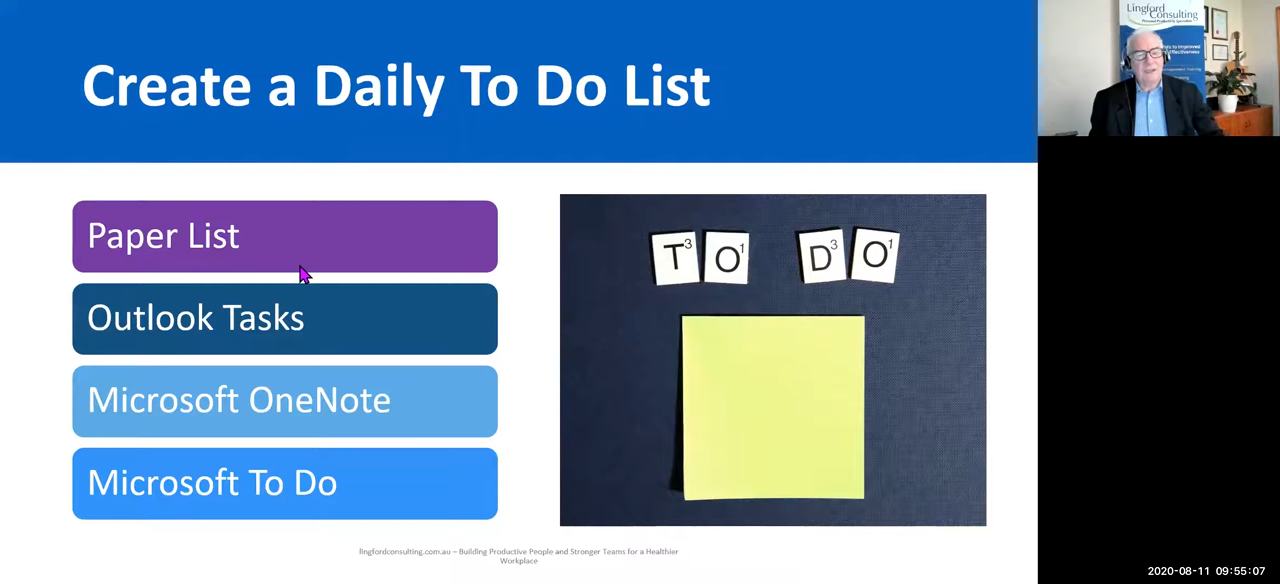 Create a Daily To Do List
Paper List
Outlook Tasks
Microsoft OneNote
Microsoft To Do
T3 O1 D3 O1
lingfordconsulting.com.au – Building Productive People and Stronger Teams for a Healthier
Workplace
Lingford
Consulting
2020-08-11 09:55:07